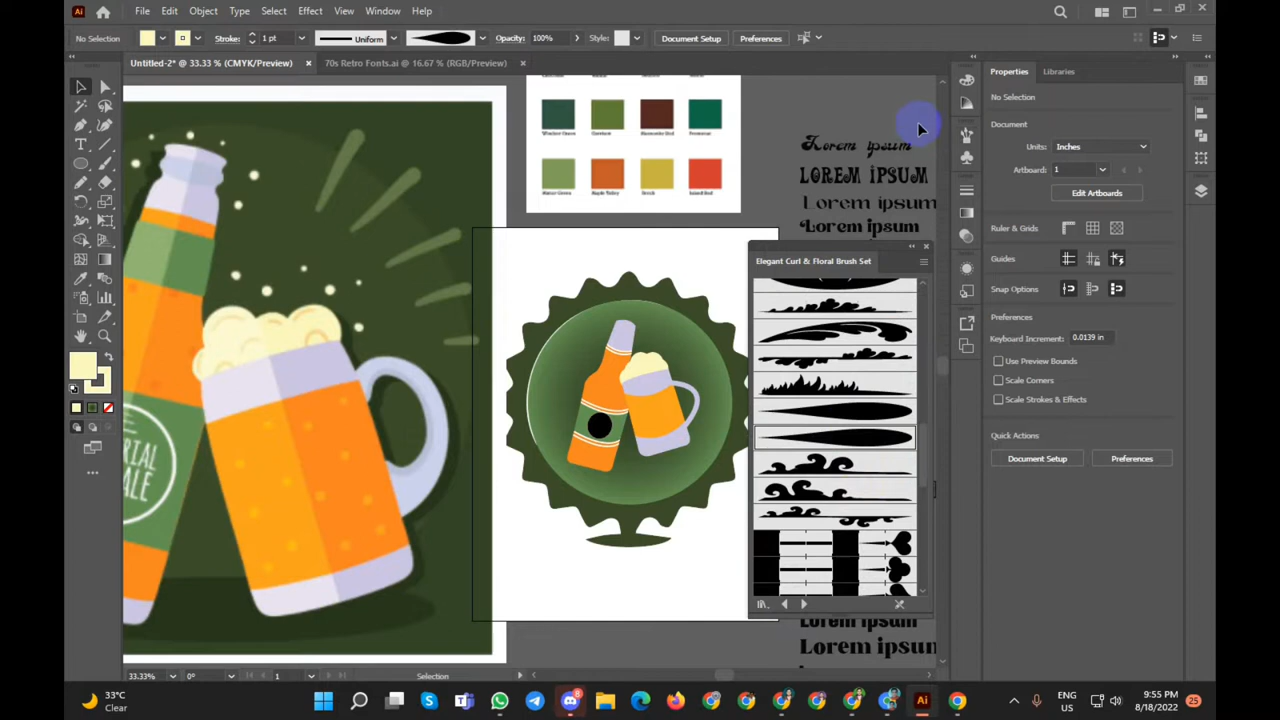 File Edit Object Type Select Effect View Window Help
No Selection Stroke: 1 pt Uniform Opacity: 100% Style: Document Setup Preferences
Untitled-2* @ 33.33 % (CMYK/Preview) × 70s Retro Fonts.ai @ 16.67 % (RGB/Preview) ×
Properties Libraries
No Selection
Document
Units: Inches
Artboard: 1
Edit Artboards
Ruler & Grids
Guides
Snap Options
Preferences
Keyboard Increment: 0.0139 in
Use Preview Bounds
Scale Corners
Scale Strokes & Effects
Quick Actions
Document Setup Preferences
Lorem ipsum
LOREM IPSUM
Lorem ipsum
Lorem ipsum
Elegant Curl & Floral Brush Set
Lorem ipsum
Lorem ipsum
RIAL
ALE
33.33% 0° 1 Selection
33°C
Clear
Ai
8
ENG
US
9:55 PM
8/18/2022
25